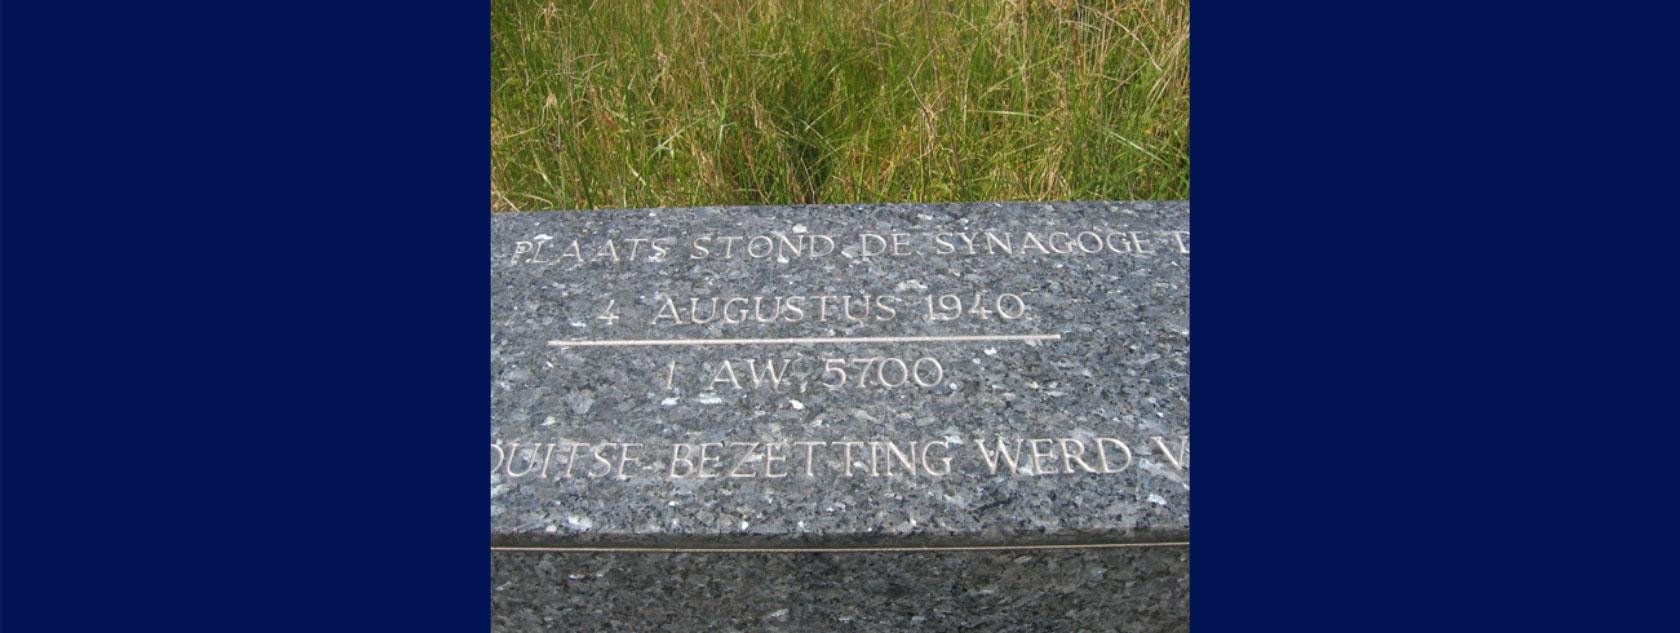 PLAATS STOND DE SYNAGOGE
4 AUGUSTUS 1940
1 AW 5700
DUITSE BEZETTING WERD